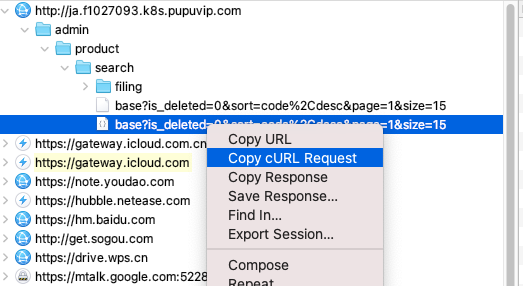 http://ja.f1027093.k8s.pupuvip.com
admin
product
search
filing
base?is_deleted=0&sort=code%2Cdesc&page=1&size=15
base?is_deleted=0&sort=code%2Cdesc&page=1&size=15
https://gateway.icloud.com.cn
https://gateway.icloud.com
https://note.youdao.com
https://hubble.netease.com
https://hm.baidu.com
http://get.sogou.com
https://drive.wps.cn
https://mtalk.google.com:5228
Copy URL
Copy cURL Request
Copy Response
Save Response...
Find In...
Export Session...
Compose
Repeat